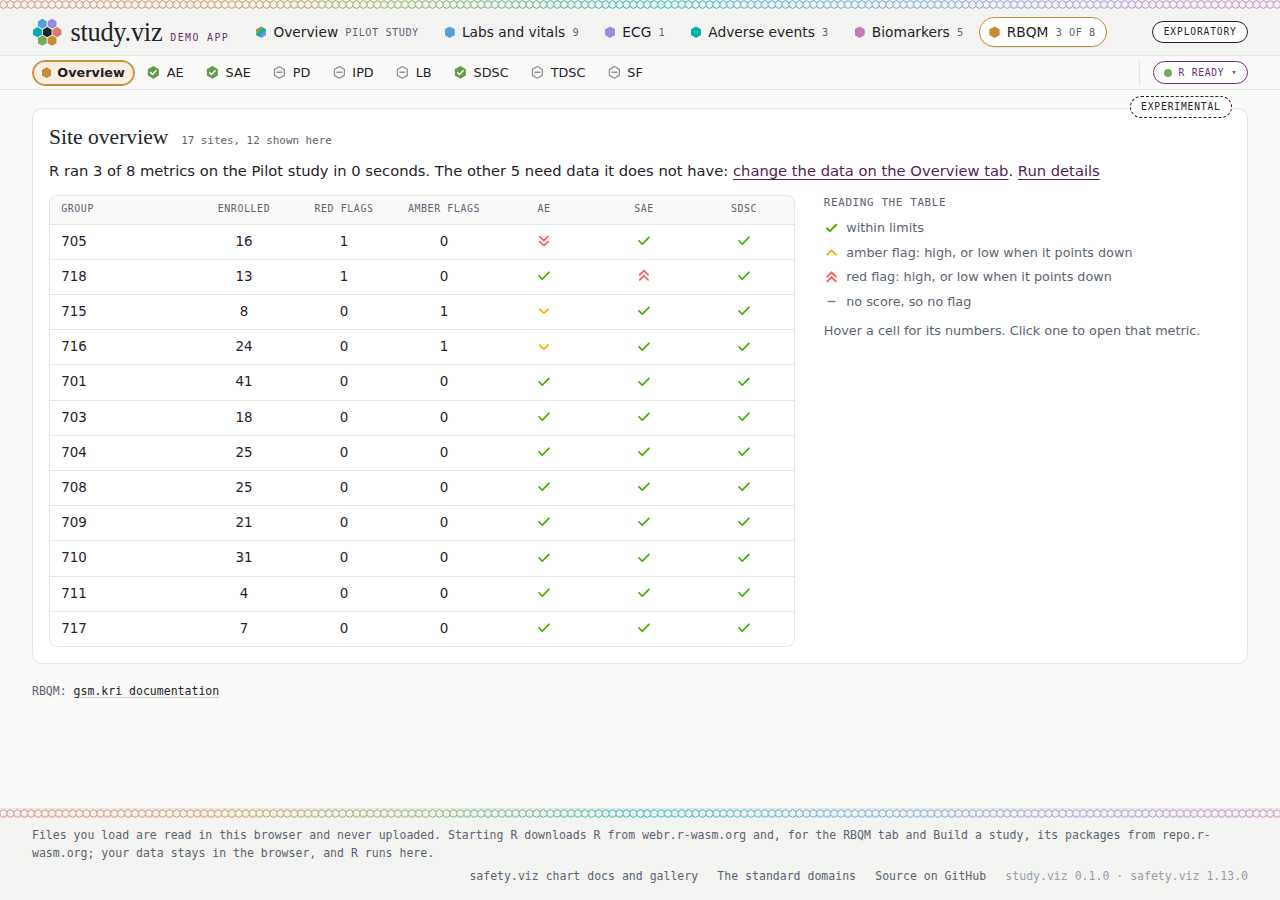 study.viz DEMO APP Overview PILOT STUDY Labs and vitals 9 ECG 1 Adverse events 3 Biomarkers 5 RBQM 3 OF 8 EXPLORATORY
Overview AE SAE PD IPD LB SDSC TDSC SF R READY ▾
EXPERIMENTAL
Site overview 17 sites, 12 shown here
R ran 3 of 8 metrics on the Pilot study in 0 seconds. The other 5 need data it does not have: change the data on the Overview tab. Run details
GROUP ENROLLED RED FLAGS AMBER FLAGS AE SAE SDSC
705 16 1 0
718 13 1 0
715 8 0 1
716 24 0 1
701 41 0 0
703 18 0 0
704 25 0 0
708 25 0 0
709 21 0 0
710 31 0 0
711 4 0 0
717 7 0 0
READING THE TABLE
within limits
amber flag: high, or low when it points down
red flag: high, or low when it points down
no score, so no flag
Hover a cell for its numbers. Click one to open that metric.
RBQM: gsm.kri documentation
Files you load are read in this browser and never uploaded. Starting R downloads R from webr.r-wasm.org and, for the RBQM tab and Build a study, its packages from repo.r-
wasm.org; your data stays in the browser, and R runs here.
safety.viz chart docs and gallery The standard domains Source on GitHub study.viz 0.1.0 · safety.viz 1.13.0